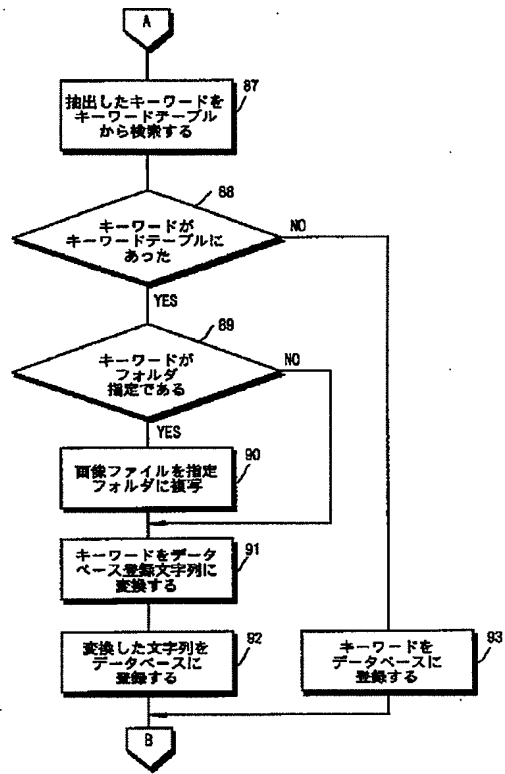 A
抽出したキーワードを
キーワードテーブル
から検索する
87
88
キーワードが
キーワードテーブルに
あった
NO
YES
89
キーワードが
フォルダ
指定である
NO
YES
90
画像ファイルを指定
フォルダに複写
91
キーワードをデータ
ベース登録文字列に
変換する
92
変換した文字列を
データベースに
登録する
93
キーワードを
データベースに
登録する
B